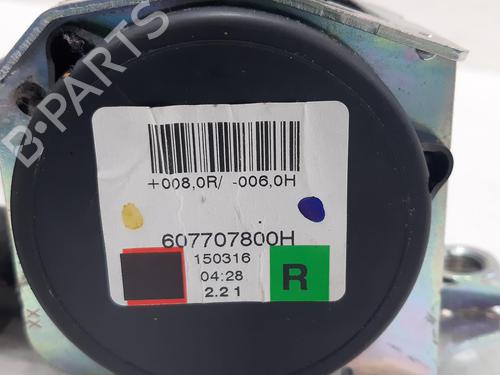 B-PARTS
+008,0R/ -006,0H
607707800H
150316
04:28
2.2 1
R